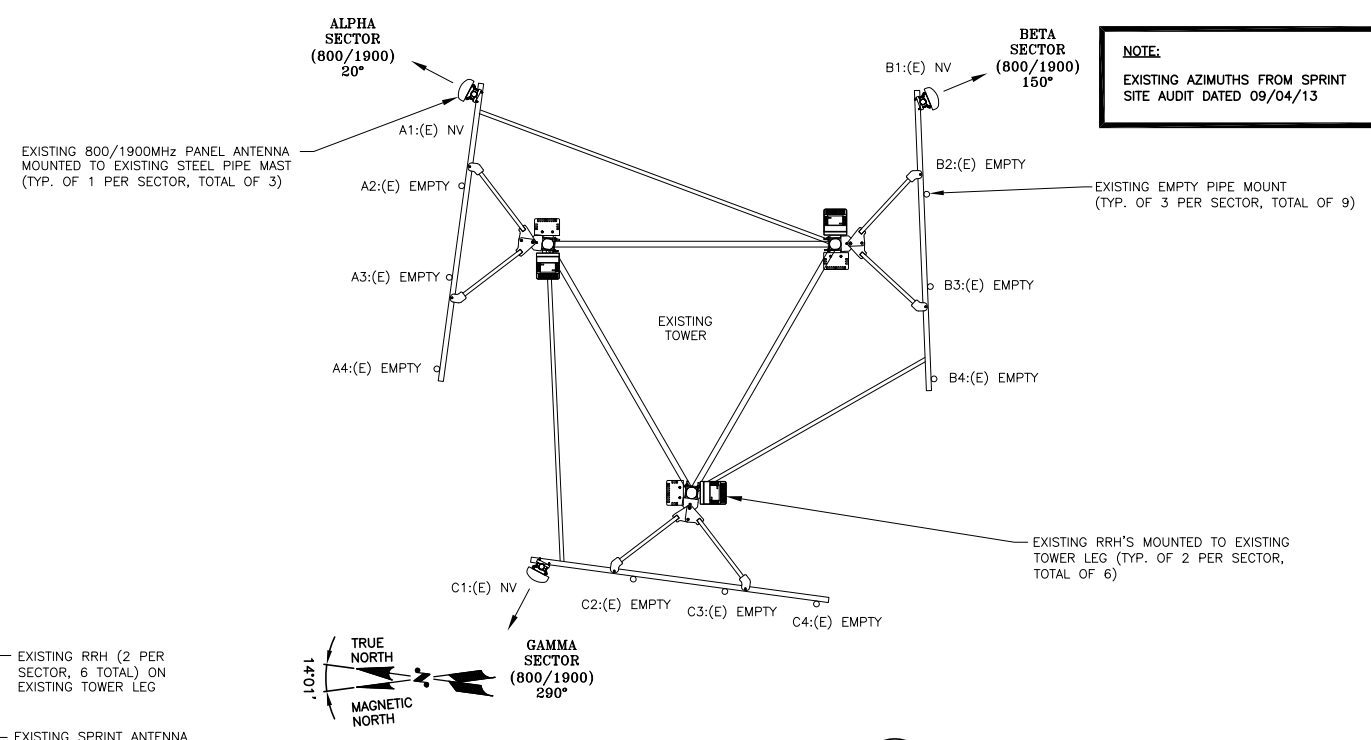 ALPHA
SECTOR
(800/1900)
20°
BETA
SECTOR
(800/1900)
150°
NOTE:
EXISTING AZIMUTHS FROM SPRINT
SITE AUDIT DATED 09/04/13
B1:(E) NV
A1:(E) NV
EXISTING 800/1900MHz PANEL ANTENNA
MOUNTED TO EXISTING STEEL PIPE MAST
(TYP. OF 1 PER SECTOR, TOTAL OF 3)
A2:(E) EMPTY
B2:(E) EMPTY
EXISTING EMPTY PIPE MOUNT
(TYP. OF 3 PER SECTOR, TOTAL OF 9)
A3:(E) EMPTY
B3:(E) EMPTY
EXISTING
TOWER
A4:(E) EMPTY
B4:(E) EMPTY
EXISTING RRH'S MOUNTED TO EXISTING
TOWER LEG (TYP. OF 2 PER SECTOR,
TOTAL OF 6)
C1:(E) NV
C2:(E) EMPTY
C3:(E) EMPTY
C4:(E) EMPTY
GAMMA
SECTOR
(800/1900)
290°
TRUE
NORTH
14°01'
N
MAGNETIC
NORTH
EXISTING RRH (2 PER
SECTOR, 6 TOTAL) ON
EXISTING TOWER LEG
EXISTING SPRINT ANTENNA